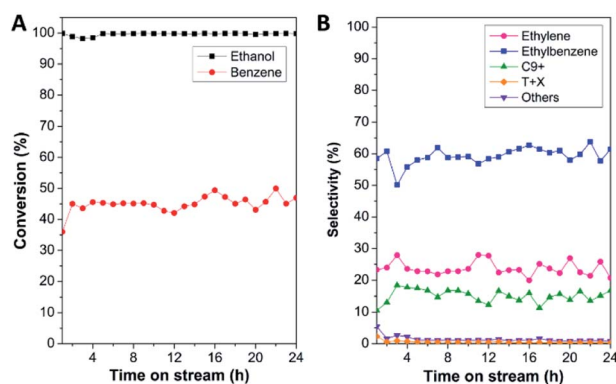 A
100
90
80
70
60
50
40
30
20
10
0
Conversion (%)
Ethanol
Benzene
4 8 12 16 20 24
Time on stream (h)
B
100
90
80
70
60
50
40
30
20
10
0
Selectivity (%)
Ethylene
Ethylbenzene
C9+
T+X
Others
0 4 8 12 16 20 24
Time on stream (h)